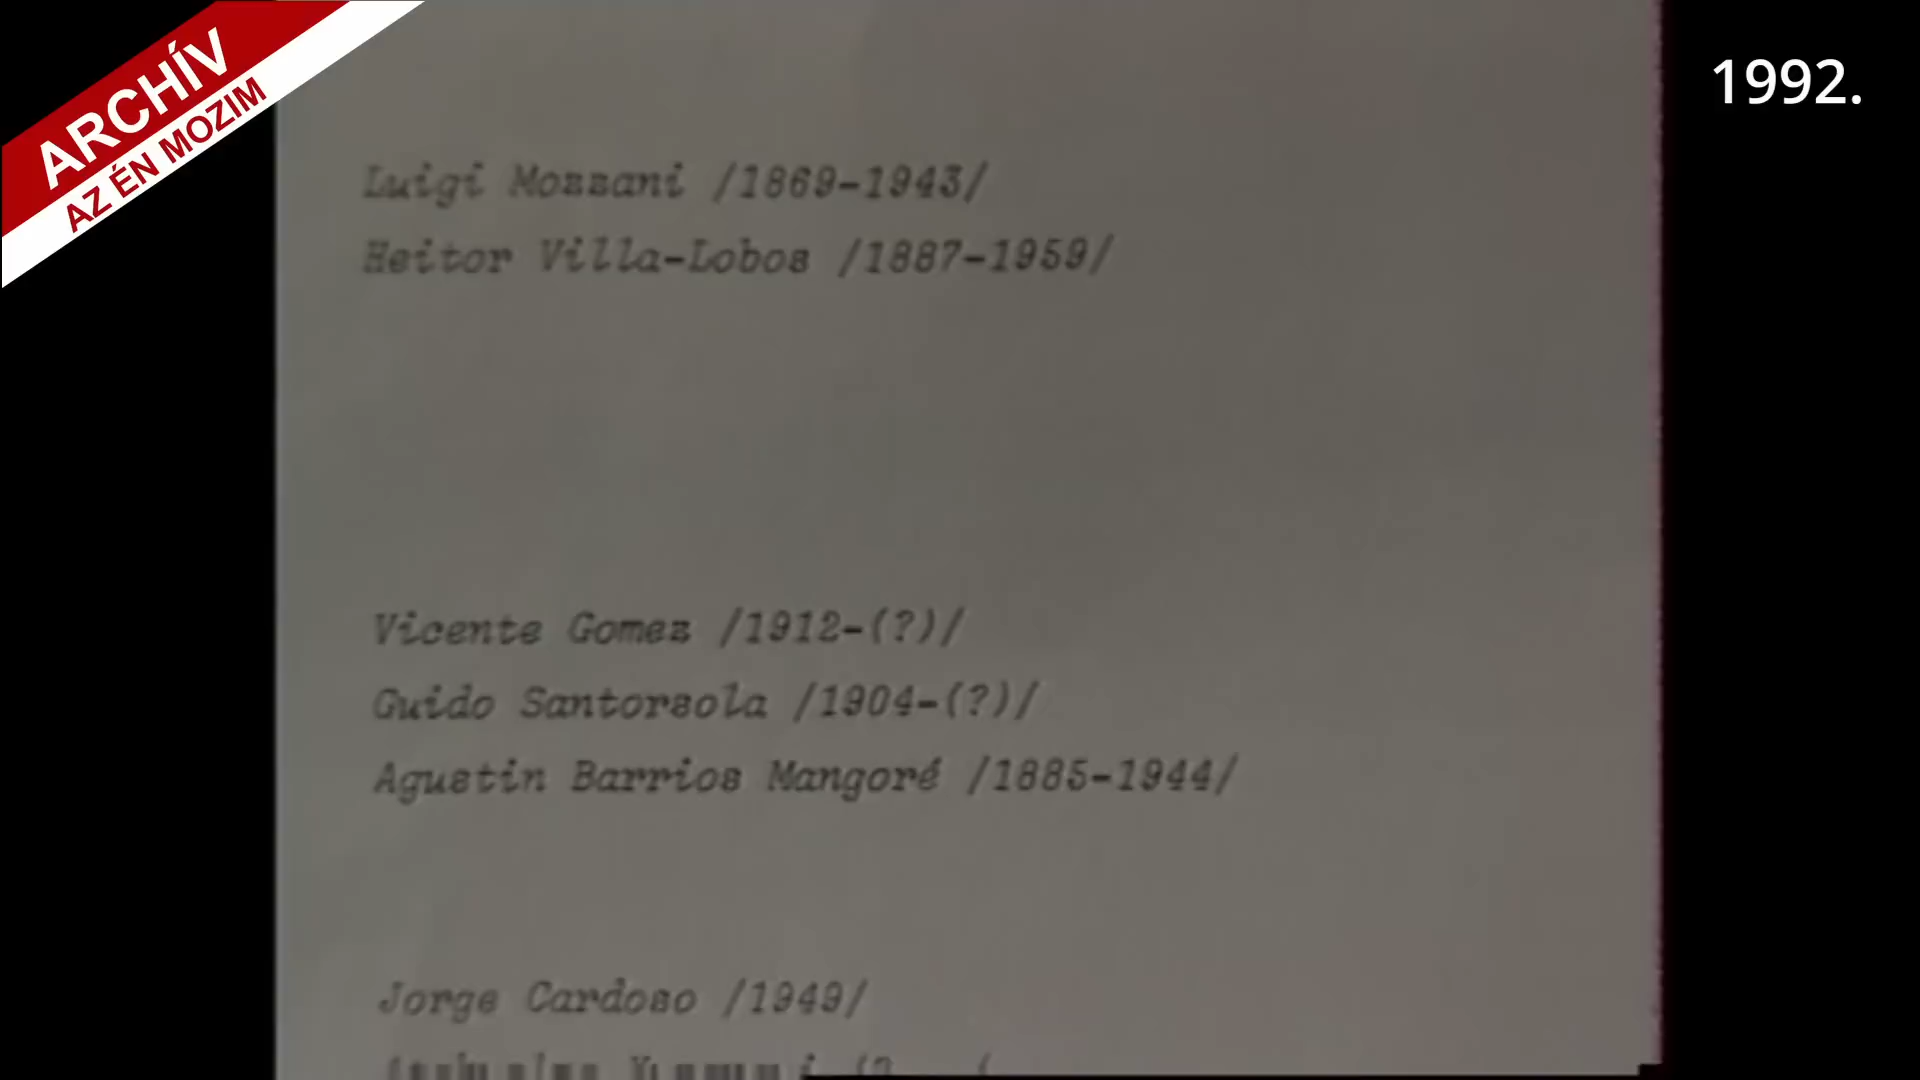 ARCHÍV
AZ ÉN MOZIM
1992.
Luigi Mozzani /1869-1943/
Heitor Villa-Lobos /1887-1959/
Vicente Gomez /1912-(?)/
Guido Santorsola /1904-(?)/
Agustin Barrios Mangoré /1885-1944/
Jorge Cardoso /1949/